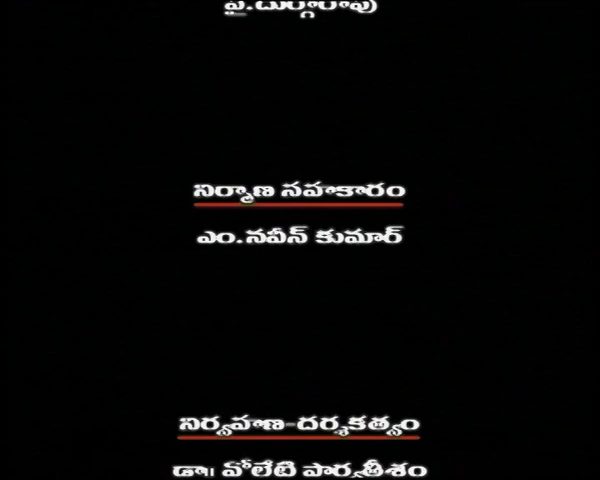 పై.దుర్గారావు
నిర్మాణ సహకారం
ఎం.నవీన్ కుమార్
నిర్వహణ-దర్శకత్వం
డా॥ వోలేటి పార్వతీశం